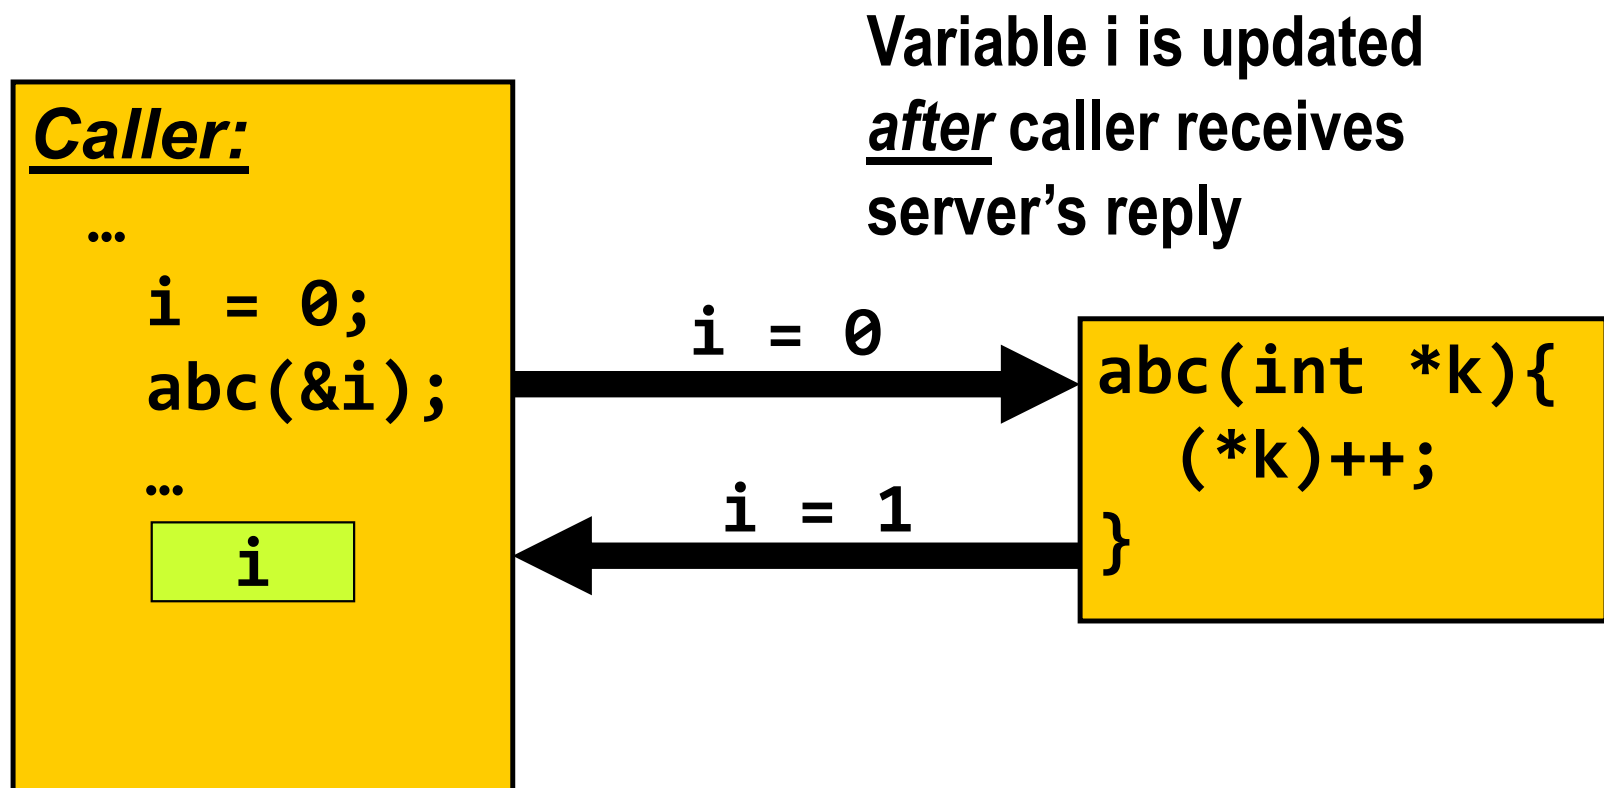 Variable i is updated
after caller receives
server’s reply
Caller:
…
i = 0;
abc(&i);
…
i
i = 0
i = 1
abc(int *k){
(*k)++;
}